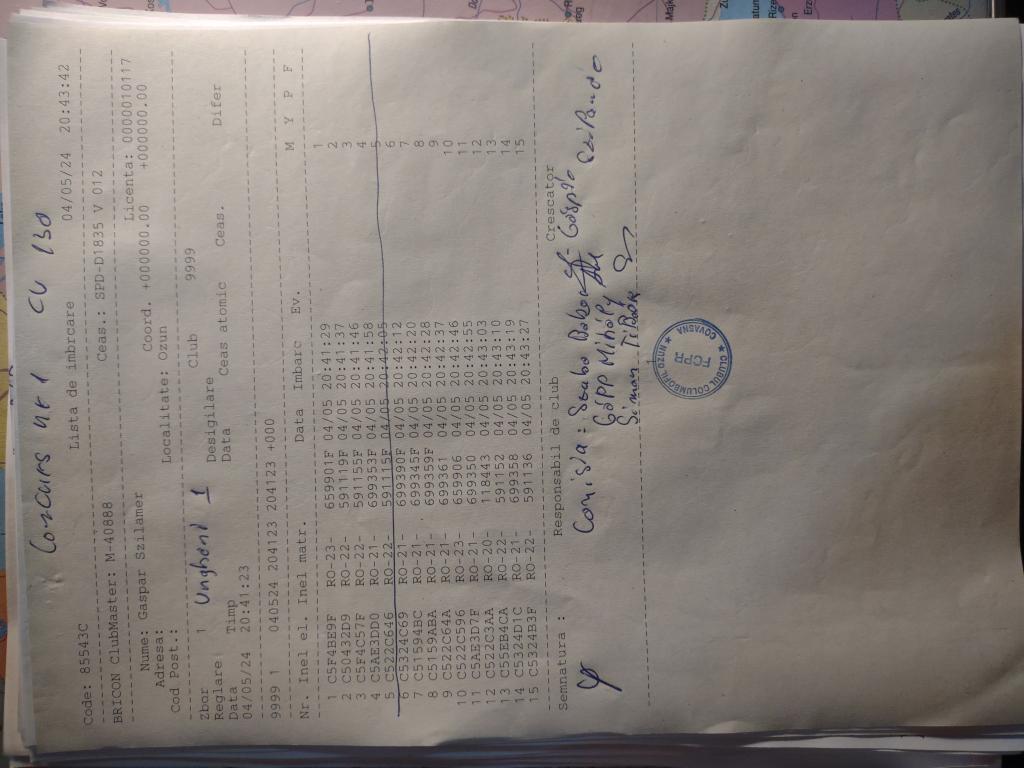 Concurs nr 1 cu 130
Lista de imbreare 04/05/24 20:43:42
Code: 85543C
BRICON ClubMaster: M-40888 Ceas.: SPD-D1835 V 012
Licenta: 0000010117
Nume: Gaspar Szilamer Coord. +000000.00 +000000.00
Adresa: Localitate: Ozun
Cod Post.:
Zbor 1 Ungheni 1 Club 9999
Reglare: Desigilare
Data Timp Data Ceas atomic Ceas. Difer
04/05/24 20:41:23
9999 1 040524 204123 204123 +000
Nr. Inel el. Inel matr. Data Imbarc Ev. M Y P F
1 C5F4BE9F RO-23- 659901F 04/05 20:41:29 1
2 C50432D9 RO-22- 591119F 04/05 20:41:37 2
3 C5F4C57F RO-22- 591155F 04/05 20:41:46 3
4 C5AE3DD0 RO-21- 699353F 04/05 20:41:58 4
5 C522C646 RO-22- 591115F 04/05 20:42:05 5
6 C5324C69 RO-21- 699390F 04/05 20:42:12 6
7 C51594BC RO-21- 699345F 04/05 20:42:20 7
8 C5159ABA RO-21- 699359F 04/05 20:42:28 8
9 C522C64A RO-21- 699361 04/05 20:42:37 9
10 C522C596 RO-23- 659906 04/05 20:42:46 10
11 C5AE3D7F RO-21- 699350 04/05 20:42:55 11
12 C522C3AA RO-20- 118443 04/05 20:43:03 12
13 C55EB4CA RO-22- 591152 04/05 20:43:10 13
14 C5324D1C RO-21- 699358 04/05 20:43:19 14
15 C5324B3F RO-22- 591136 04/05 20:43:27 15
Semnatura : Responsabil de club Crescator
Comisia:
Simon Tibor
CLUBUL COLUMBOFIL OZUN
FCPR
COVASNA